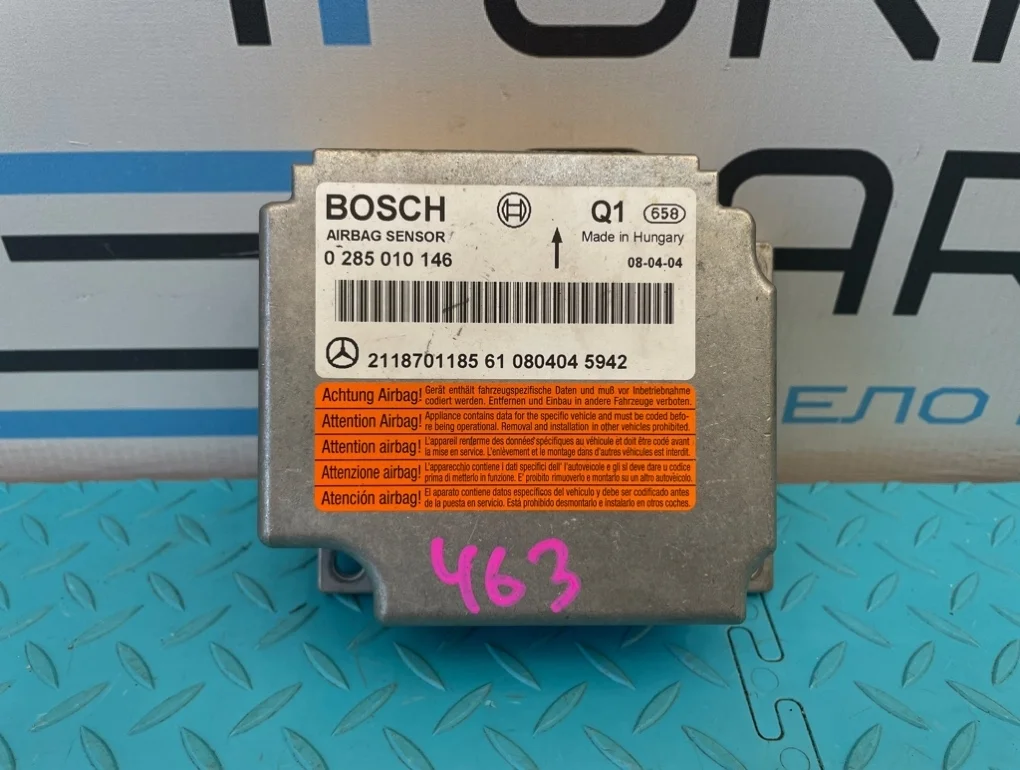 BOSCH
Q1 658
AIRBAG SENSOR
Made in Hungary
0 285 010 146
08-04-04
2118701185 61 080404 5942
Achtung Airbag! Gerät enthält fahrzeugspezifische Daten und muß vor Inbetriebnahme
codiert werden. Entfernen und Einbau in andere Fahrzeuge verboten.
Attention Airbag! Appliance contains data for the specific vehicle and must be coded befo-
re being operational. Removal and installation in other vehicles prohibited.
Attention airbag! L'appareil renferme des données spécifiques au véhicule et doit être codé avant
la mise en service. L'enlèvement et le montage dans d'autres véhicules est interdit.
Attenzione airbag! L'apparecchio contiene i dati specifici dell' l'autoveicole e gli si deve dare u codice
prima di metterlo in funzione. E' proibito rimuoverlo e montarlo su un altro autoveicolo.
Atención airbag! El aparato contiene datos específicos del vehículo y debe ser codificado antes
de la puesta en servicio. Está prohibido desmontarlo e instalarlo en otros coches.
463
ЕЛО